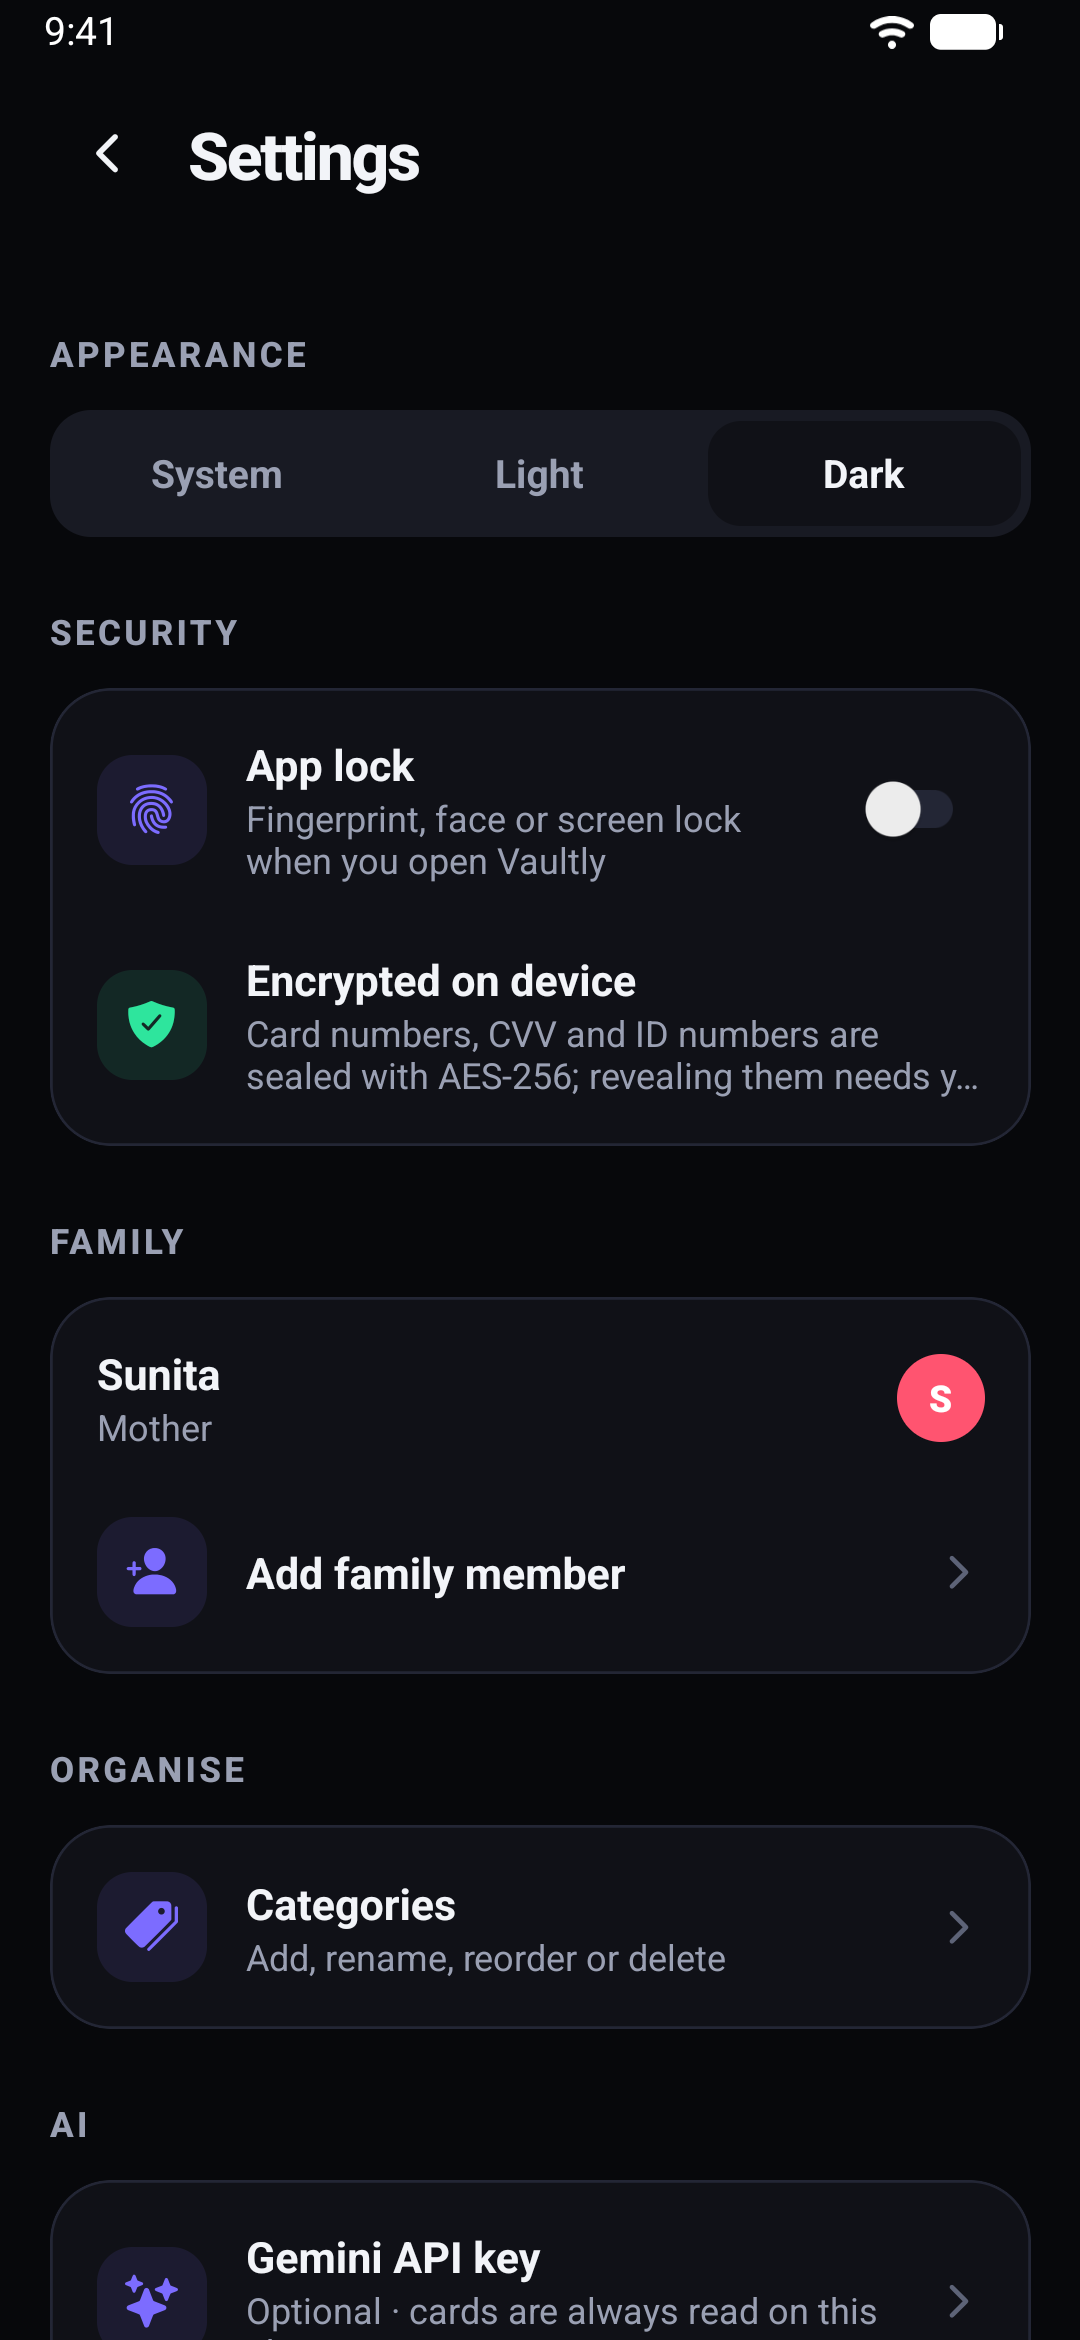 9:41
Settings
APPEARANCE
System Light Dark
SECURITY
App lock
Fingerprint, face or screen lock
when you open Vaultly
Encrypted on device
Card numbers, CVV and ID numbers are
sealed with AES-256; revealing them needs y…
FAMILY
Sunita
Mother
S
Add family member
ORGANISE
Categories
Add, rename, reorder or delete
AI
Gemini API key
Optional · cards are always read on this